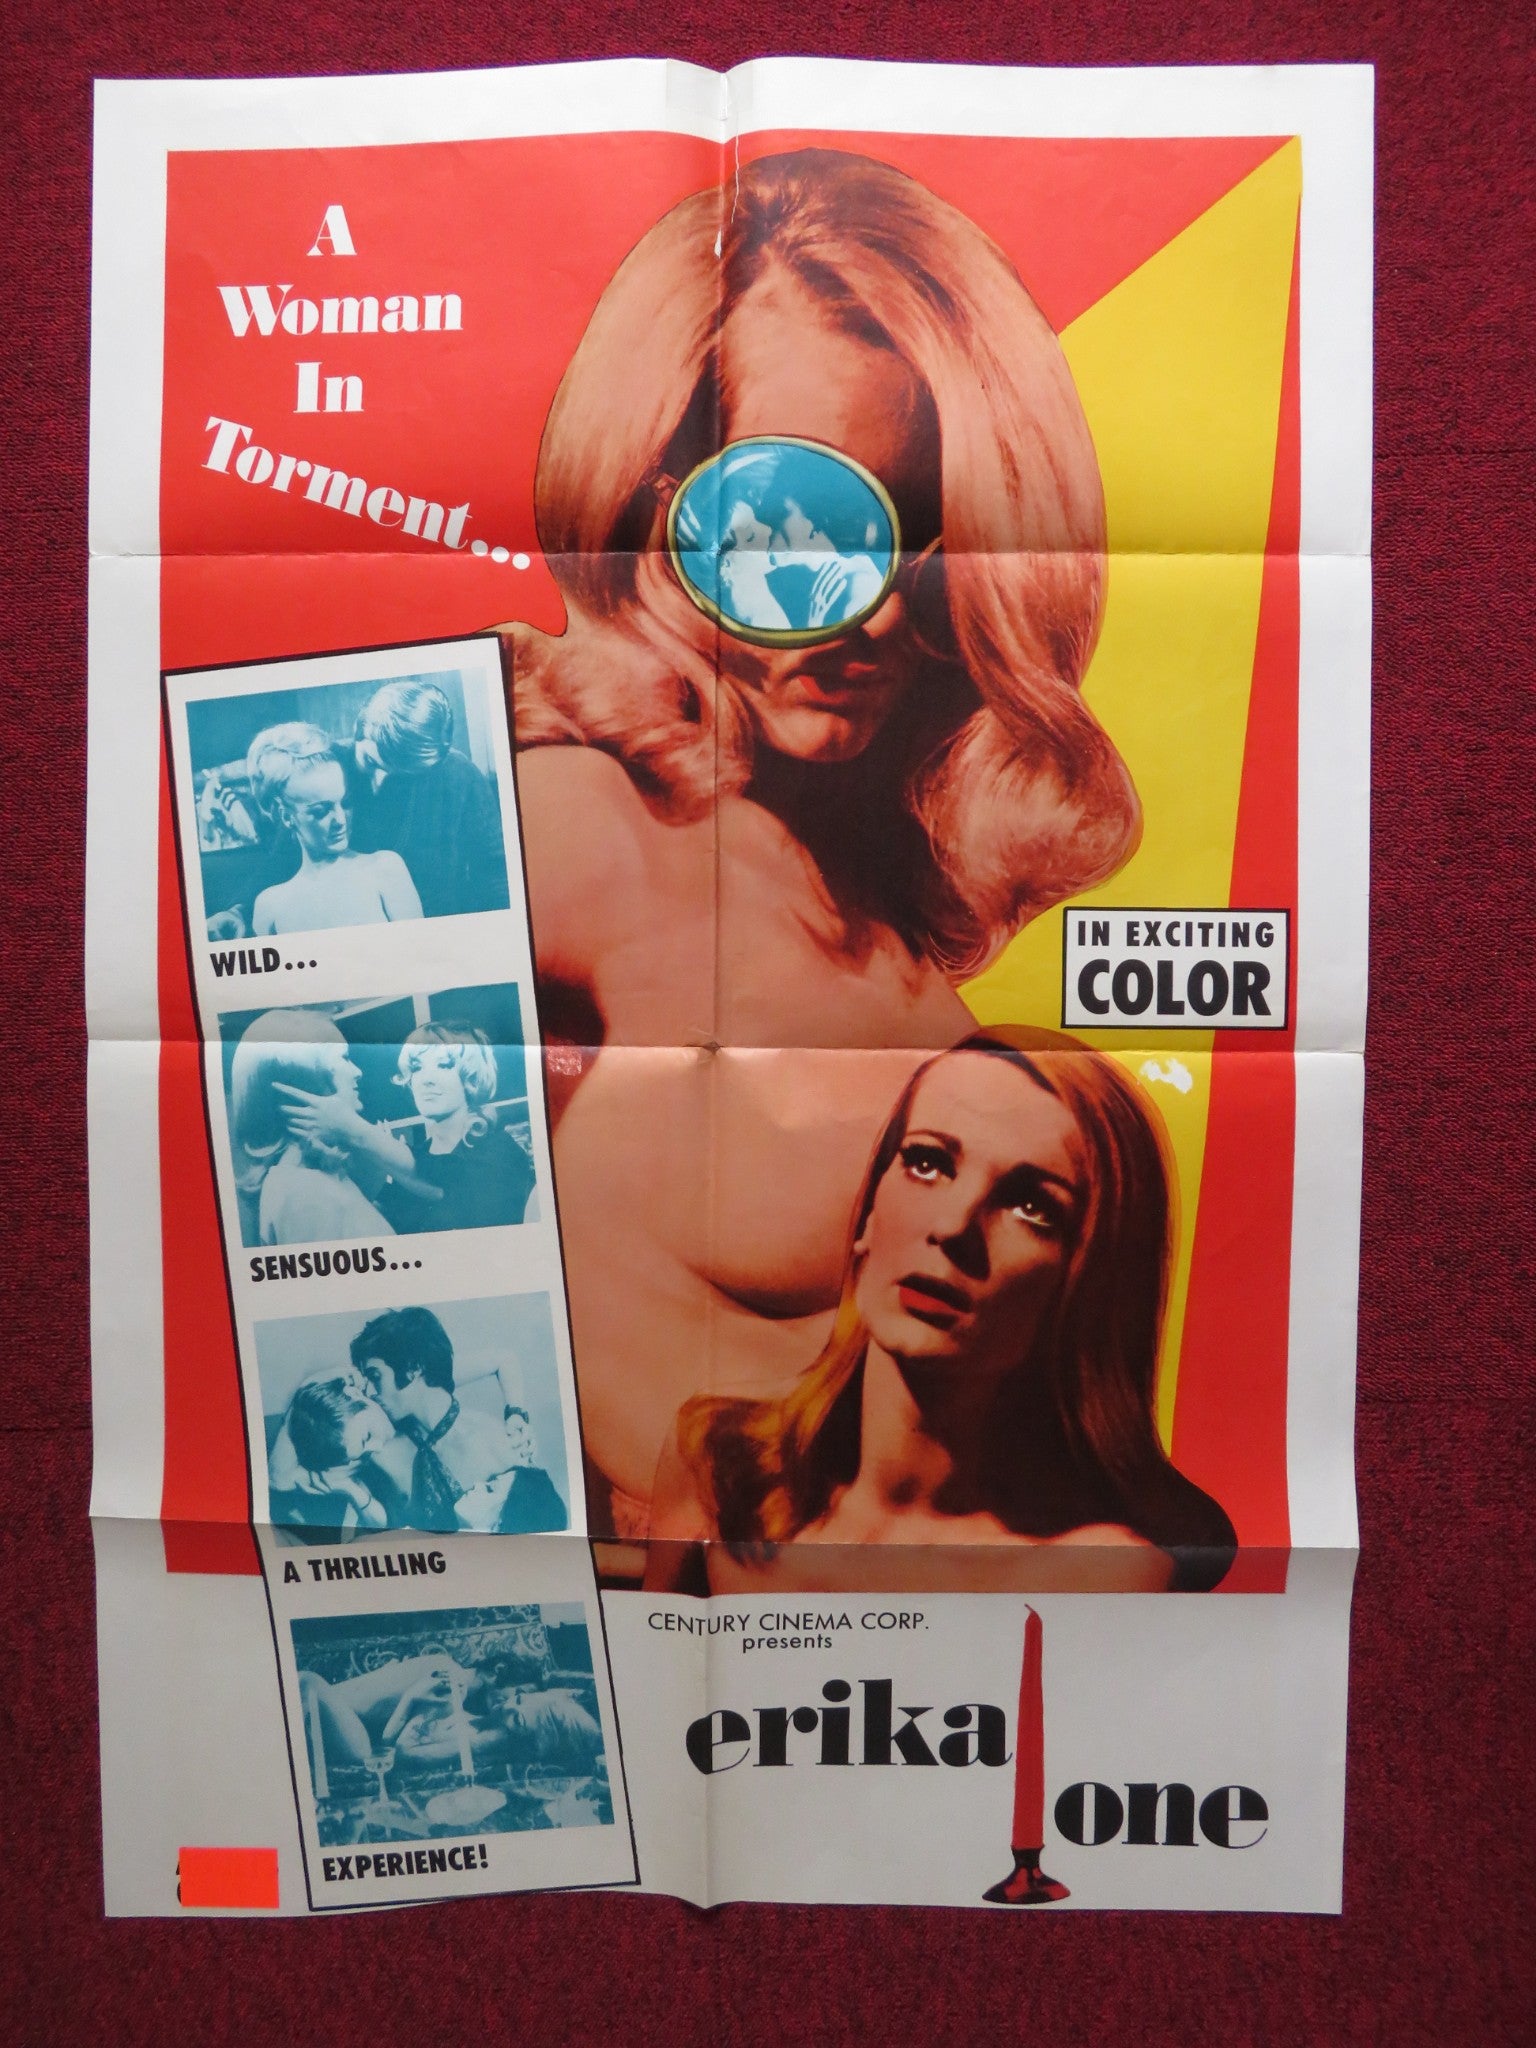 A
Woman
In
Torment...
WILD...
SENSUOUS...
A THRILLING
EXPERIENCE!
IN EXCITING
COLOR
CENTURY CINEMA CORP.
presents
erika
one